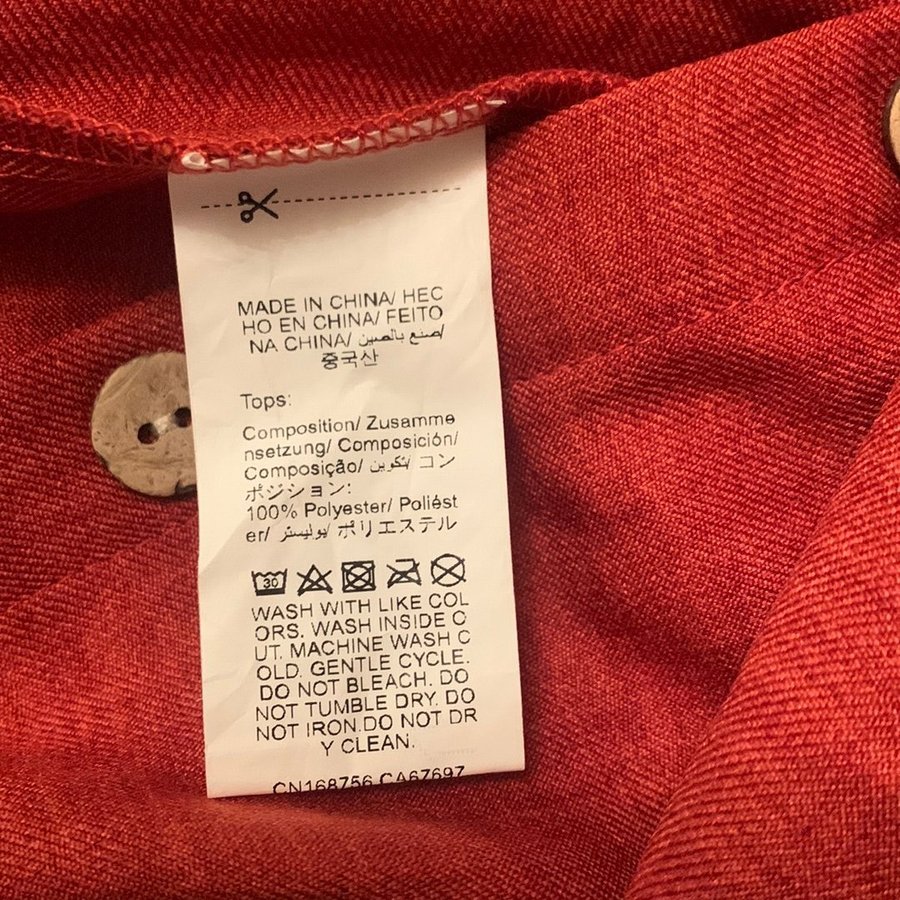 MADE IN CHINA/ HEC
HO EN CHINA/ FEITO
NA CHINA/ صنع بالصين/
중국산
Tops:
Composition/ Zusamme
nsetzung/ Composición/
Composição/ تكوين/ コン
ポジション:
100% Polyester/ Poliést
er/ بوليستر/ ポリエステル
30
WASH WITH LIKE COL
ORS. WASH INSIDE O
UT. MACHINE WASH C
OLD. GENTLE CYCLE.
DO NOT BLEACH. DO
NOT TUMBLE DRY. DO
NOT IRON.DO NOT DR
Y CLEAN.
CN168756 CA67697